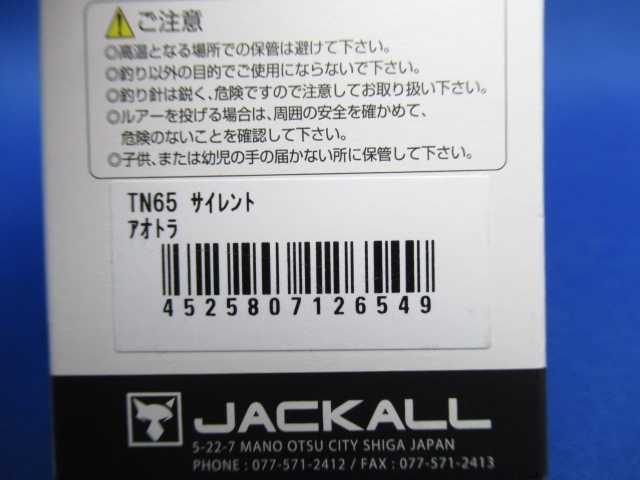 ご注意
◎高温となる場所での保管は避けて下さい。
◎釣り以外の目的でご使用にならないで下さい。
◎釣り針は鋭く、危険ですので注意してお取り扱い下さい。
◎ルアーを投げる場合は、周囲の安全を確かめて、
危険のないことを確認して下さい。
◎子供、または幼児の手の届かない所に保管して下さい。
TN65 サイレント
アオトラ
4525807126549
JACKALL
5-22-7 MANO OTSU CITY SHIGA JAPAN
PHONE : 077-571-2412 / FAX : 077-571-2413